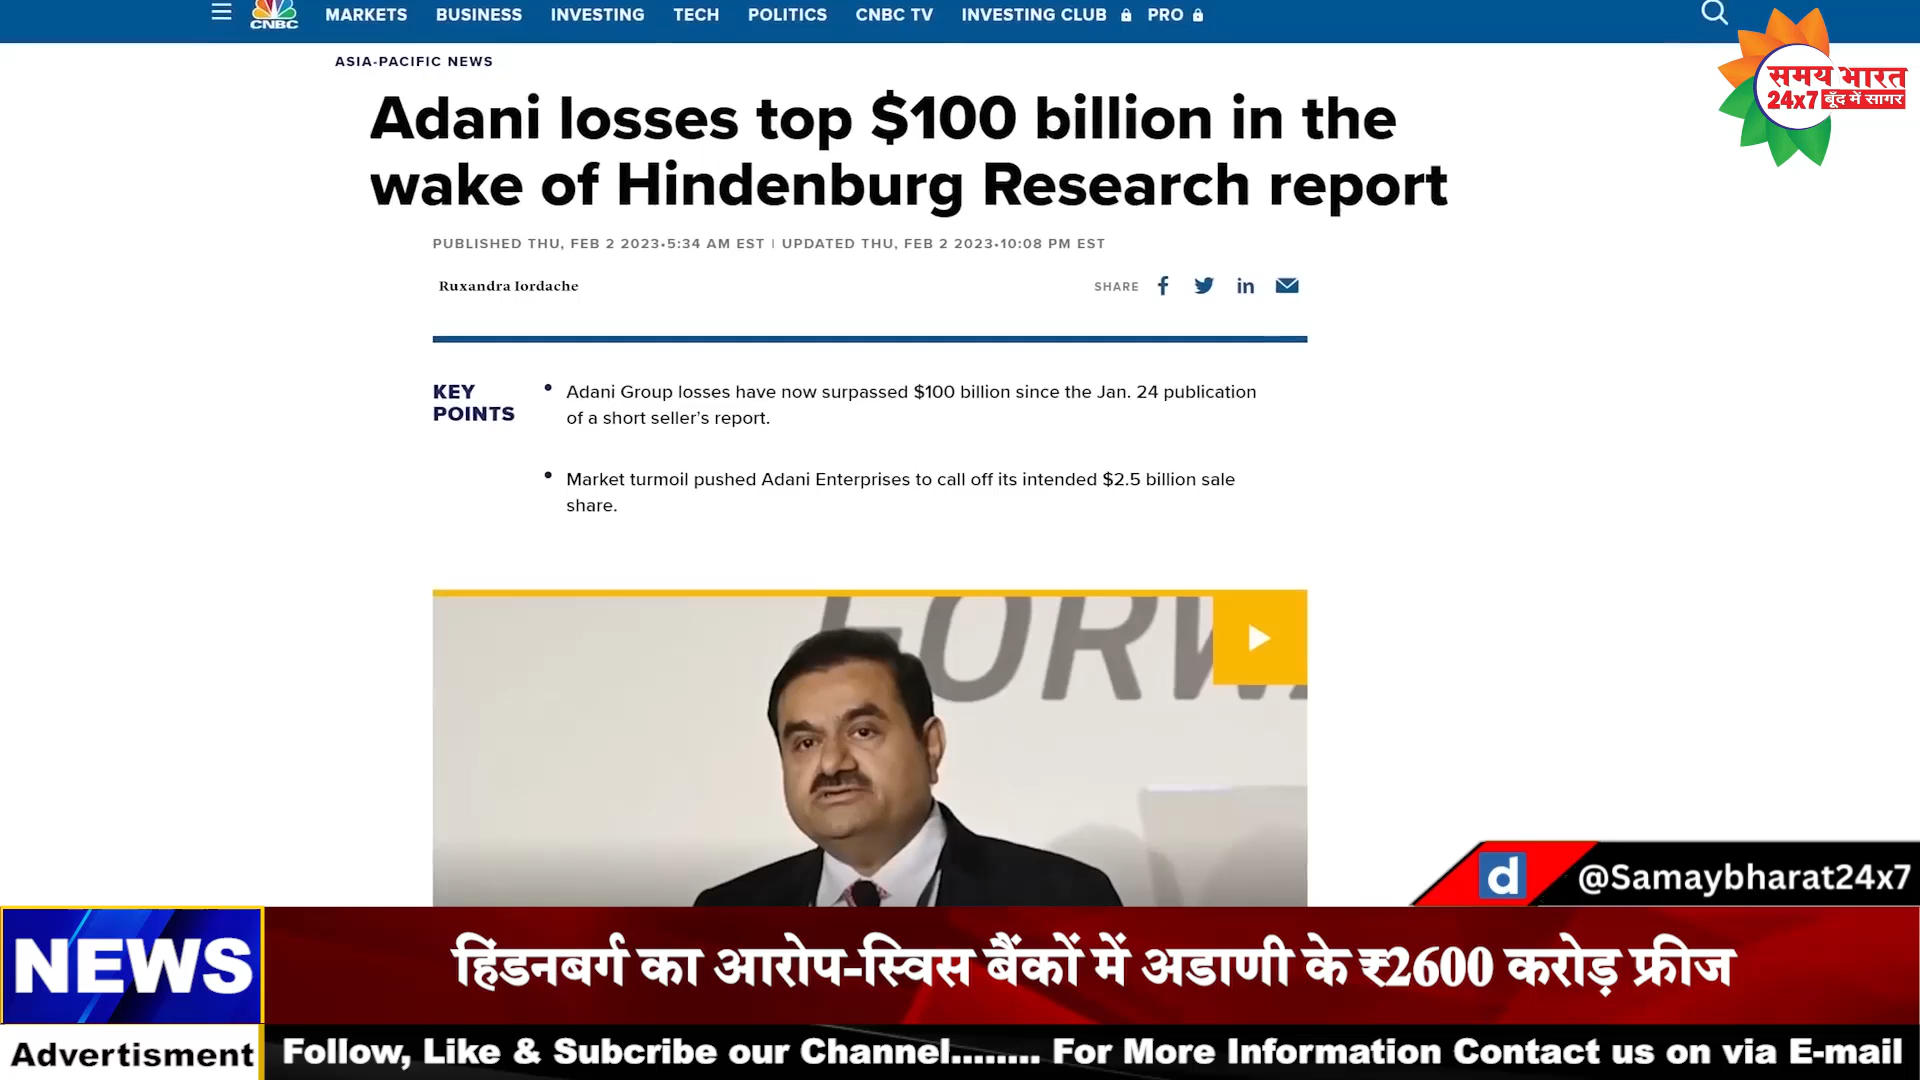 CNBC
MARKETS BUSINESS INVESTING TECH POLITICS CNBC TV INVESTING CLUB PRO
समय भारत
24x7 बूँद में सागर
ASIA-PACIFIC NEWS
Adani losses top $100 billion in the
wake of Hindenburg Research report
PUBLISHED THU, FEB 2 2023•5:34 AM EST | UPDATED THU, FEB 2 2023•10:08 PM EST
Ruxandra Iordache
SHARE
KEY
POINTS
Adani Group losses have now surpassed $100 billion since the Jan. 24 publication
of a short seller’s report.
Market turmoil pushed Adani Enterprises to call off its intended $2.5 billion sale
share.
FORW
@Samaybharat24x7
NEWS
हिंडनबर्ग का आरोप-स्विस बैंकों में अडाणी के ₹2600 करोड़ फ्रीज
Advertisment
Follow, Like & Subcribe our Channel........ For More Information Contact us on via E-mail